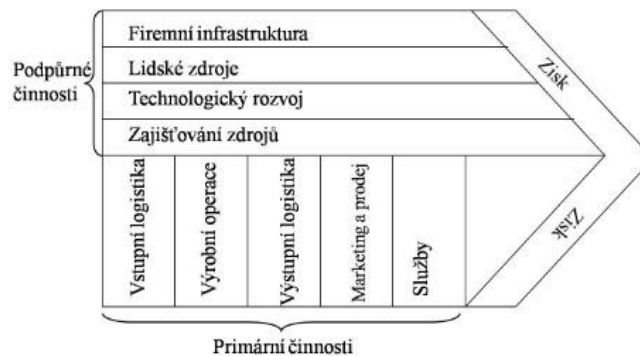 Firemní infrastruktura
Podpůrné
činnosti
Lidské zdroje
Technologický rozvoj
Zajišťování zdrojů
Zisk
Vstupní logistika
Výrobní operace
Výstupní logistika
Marketing a prodej
Služby
Zisk
Primární činnosti